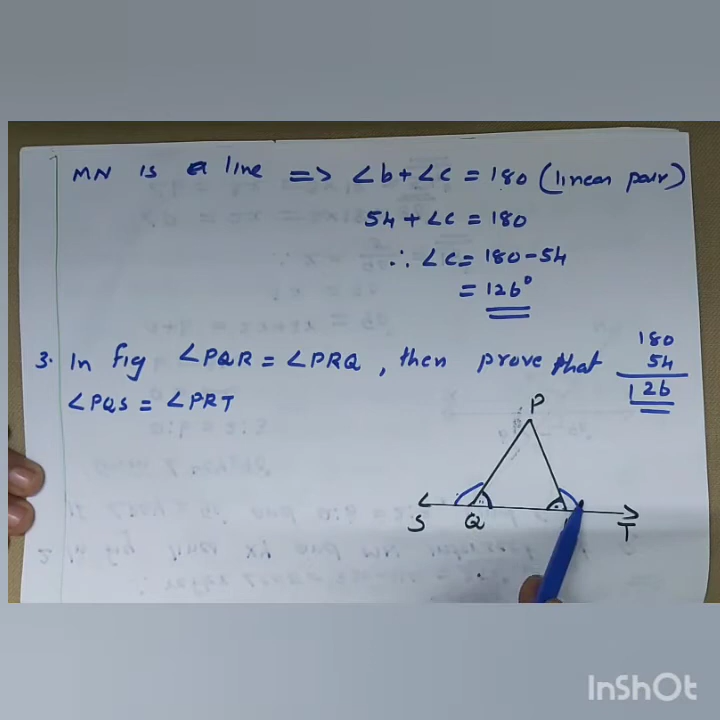 MN is a line => ∠b + ∠c = 180 (linear pair)
54 + ∠c = 180
∴ ∠c = 180 - 54
= 126°
3. In fig ∠PQR = ∠PRQ, then prove that
∠PQS = ∠PRT
180
54
126
P
S Q T
InShOt